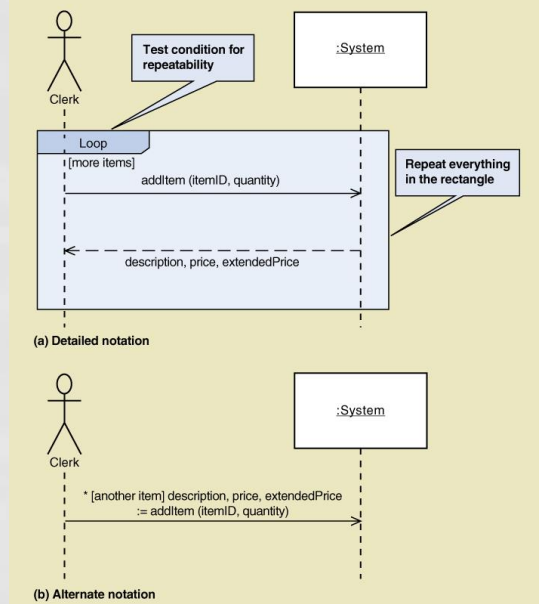 :System
Test condition for
repeatability
Clerk
Loop
[more items]
addItem (itemID, quantity)
Repeat everything
in the rectangle
description, price, extendedPrice
(a) Detailed notation
:System
Clerk
* [another item] description, price, extendedPrice
:= addItem (itemID, quantity)
(b) Alternate notation